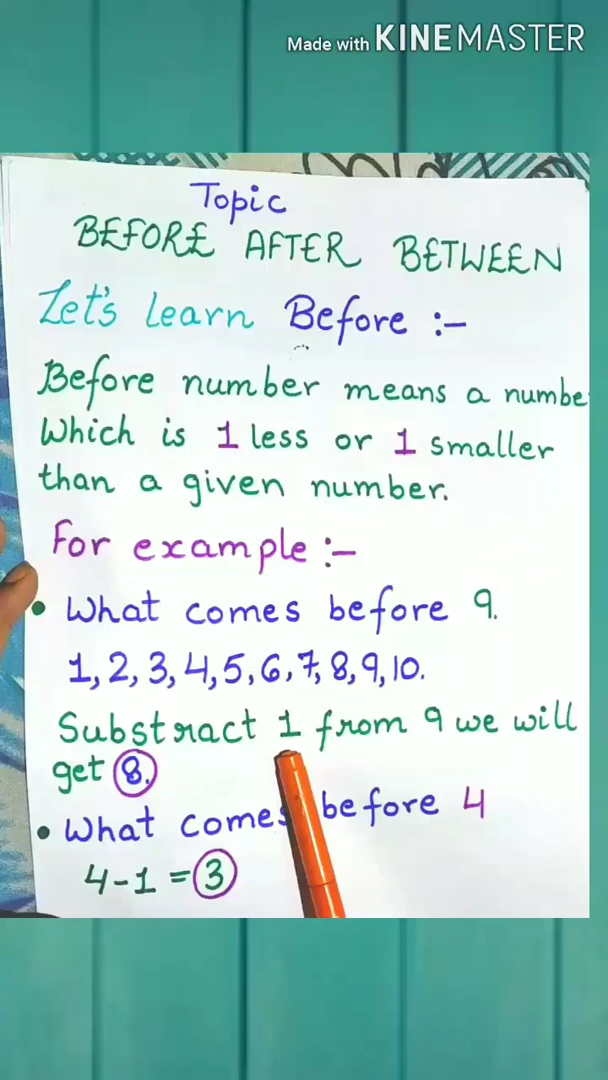 Made with KINEMASTER
Topic
BEFORE AFTER BETWEEN
Let's learn Before :-
Before number means a numbe
Which is 1 less or 1 smaller
than a given number.
For example :-
• What comes before 9.
1, 2, 3, 4, 5, 6, 7, 8, 9, 10.
Substract 1 from 9 we will
get 8.
• What comes before 4
4-1 = 3